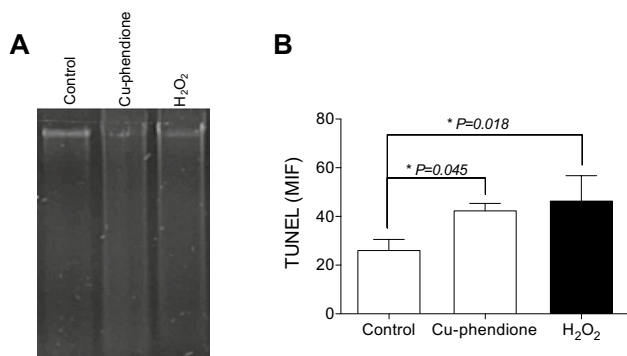 A
Control
Cu-phendione
H₂O₂
B
TUNEL (MIF)
80
60
40
20
0
* P=0.018
* P=0.045
Control
Cu-phendione
H₂O₂